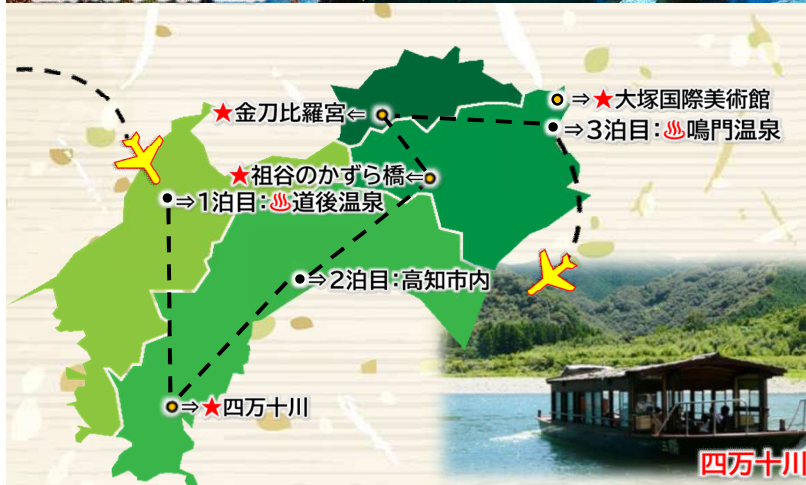 ⇒★大塚国際美術館
★金刀比羅宮⇐
⇒3泊目：♨鳴門温泉
★祖谷のかずら橋⇐
⇒1泊目：♨道後温泉
⇒2泊目：高知市内
⇒★四万十川
四万十川